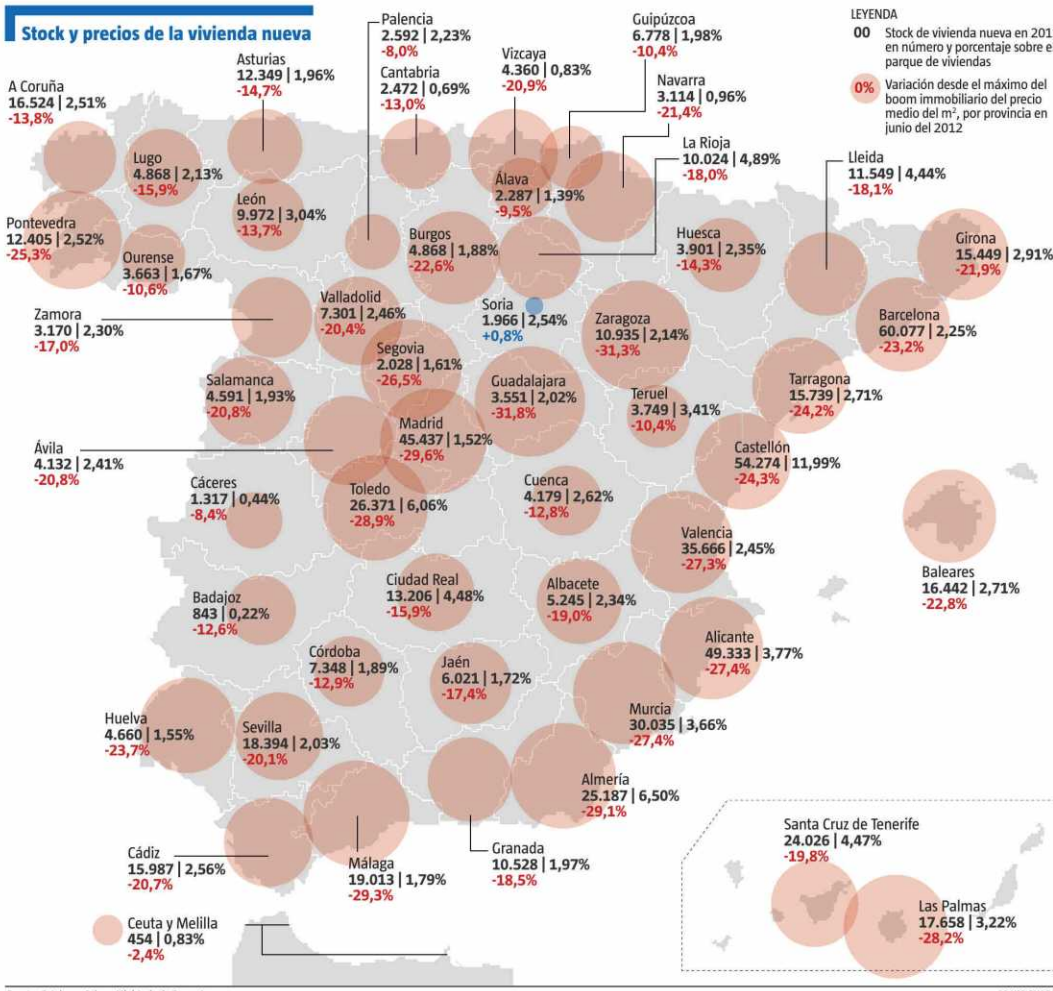 Stock y precios de la vivienda nueva
LEYENDA
00 Stock de vivienda nueva en 201
en número y porcentaje sobre e
parque de viviendas
0% Variación desde el máximo del
boom immobiliario del precio
medio del m², por provincia en
junio del 2012
A Coruña
16.524 | 2,51%
-13,8%
Asturias
12.349 | 1,96%
-14,7%
Palencia
2.592 | 2,23%
-8,0%
Cantabria
2.472 | 0,69%
-13,0%
Vizcaya
4.360 | 0,83%
-20,9%
Guipúzcoa
6.778 | 1,98%
-10,4%
Navarra
3.114 | 0,96%
-21,4%
La Rioja
10.024 | 4,89%
-18,0%
Lleida
11.549 | 4,44%
-18,1%
Lugo
4.868 | 2,13%
-15,9%
León
9.972 | 3,04%
-13,7%
Álava
2.287 | 1,39%
-9,5%
Pontevedra
12.405 | 2,52%
-25,3%
Ourense
3.663 | 1,67%
-10,6%
Burgos
4.868 | 1,88%
-22,6%
Huesca
3.901 | 2,35%
-14,3%
Girona
15.449 | 2,91%
-21,9%
Zamora
3.170 | 2,30%
-17,0%
Valladolid
7.301 | 2,46%
-20,4%
Soria
1.966 | 2,54%
+0,8%
Zaragoza
10.935 | 2,14%
-31,3%
Barcelona
60.077 | 2,25%
-23,2%
Segovia
2.028 | 1,61%
-26,5%
Salamanca
4.591 | 1,93%
-20,8%
Guadalajara
3.551 | 2,02%
-31,8%
Teruel
3.749 | 3,41%
-10,4%
Tarragona
15.739 | 2,71%
-24,2%
Ávila
4.132 | 2,41%
-20,8%
Madrid
45.437 | 1,52%
-29,6%
Castellón
54.274 | 11,99%
-24,3%
Cáceres
1.317 | 0,44%
-8,4%
Toledo
26.371 | 6,06%
-28,9%
Cuenca
4.179 | 2,62%
-12,8%
Valencia
35.666 | 2,45%
-27,3%
Baleares
16.442 | 2,71%
-22,8%
Badajoz
843 | 0,22%
-12,6%
Ciudad Real
13.206 | 4,48%
-15,9%
Albacete
5.245 | 2,34%
-19,0%
Alicante
49.333 | 3,77%
-27,4%
Córdoba
7.348 | 1,89%
-12,9%
Jaén
6.021 | 1,72%
-17,4%
Murcia
30.035 | 3,66%
-27,4%
Huelva
4.660 | 1,55%
-23,7%
Sevilla
18.394 | 2,03%
-20,1%
Almería
25.187 | 6,50%
-29,1%
Cádiz
15.987 | 2,56%
-20,7%
Málaga
19.013 | 1,79%
-29,3%
Granada
10.528 | 1,97%
-18,5%
Santa Cruz de Tenerife
24.026 | 4,47%
-19,8%
Las Palmas
17.658 | 3,22%
-28,2%
Ceuta y Melilla
454 | 0,83%
-2,4%